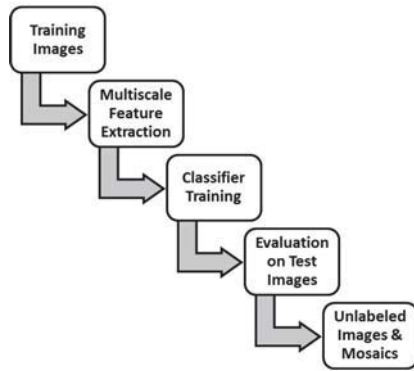 Training
Images
Multiscale
Feature
Extraction
Classifier
Training
Evaluation
on Test
Images
Unlabeled
Images &
Mosaics